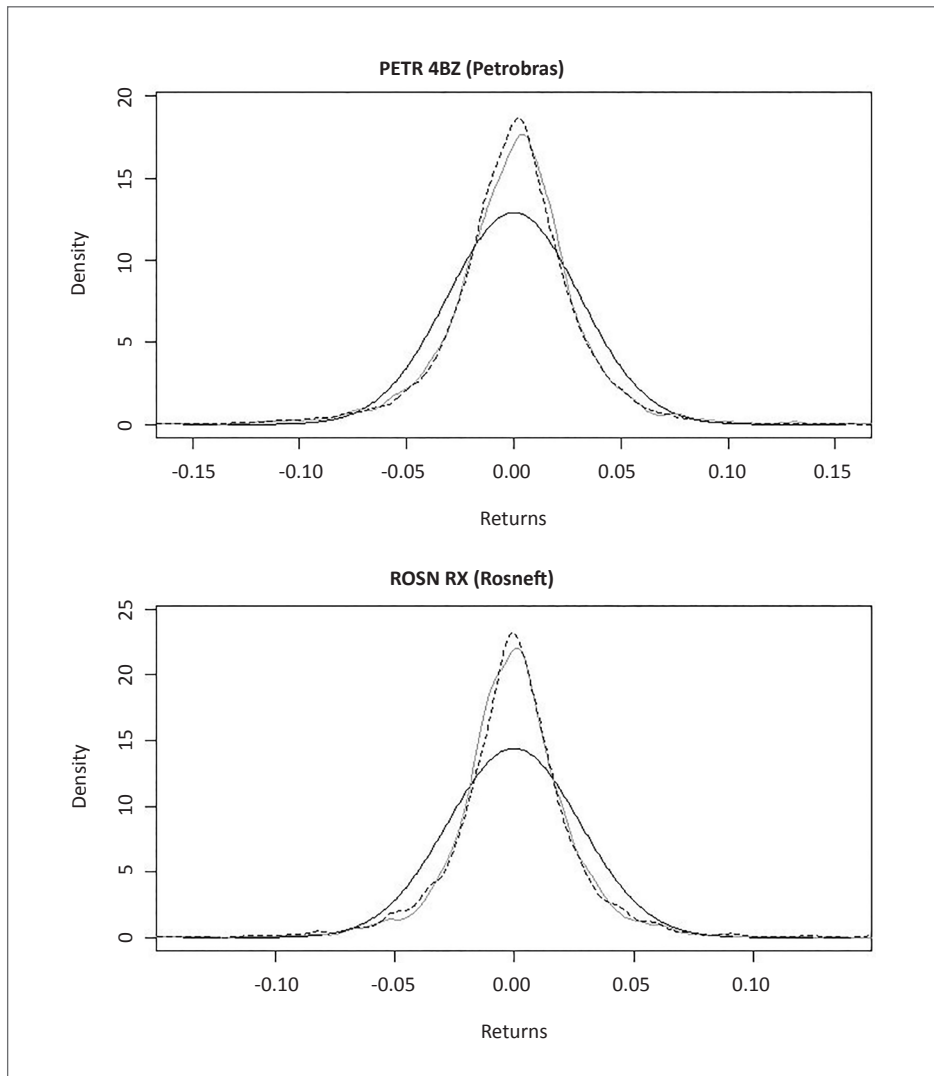 PETR 4BZ (Petrobras)
20
15
10
5
0
Density
-0.15 -0.10 -0.05 0.00 0.05 0.10 0.15
Returns
ROSN RX (Rosneft)
25
20
15
10
5
0
Density
-0.10 -0.05 0.00 0.05 0.10
Returns